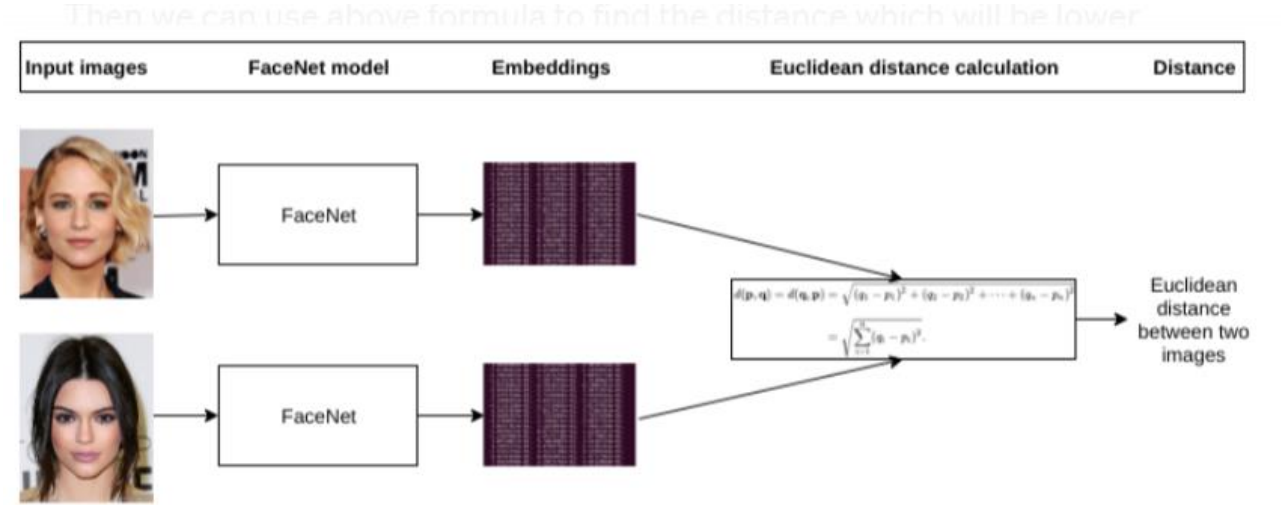 Then we can use above formula to find the distance which will be lower
Input images FaceNet model Embeddings Euclidean distance calculation Distance
FaceNet
d(p, q) = d(q, p) = √(q₁ − p₁)² + (q₂ − p₂)² + ··· + (qₙ − pₙ)²
= √∑ᵢ₌₁ⁿ(qᵢ − pᵢ)².
Euclidean
distance
between two
images
FaceNet